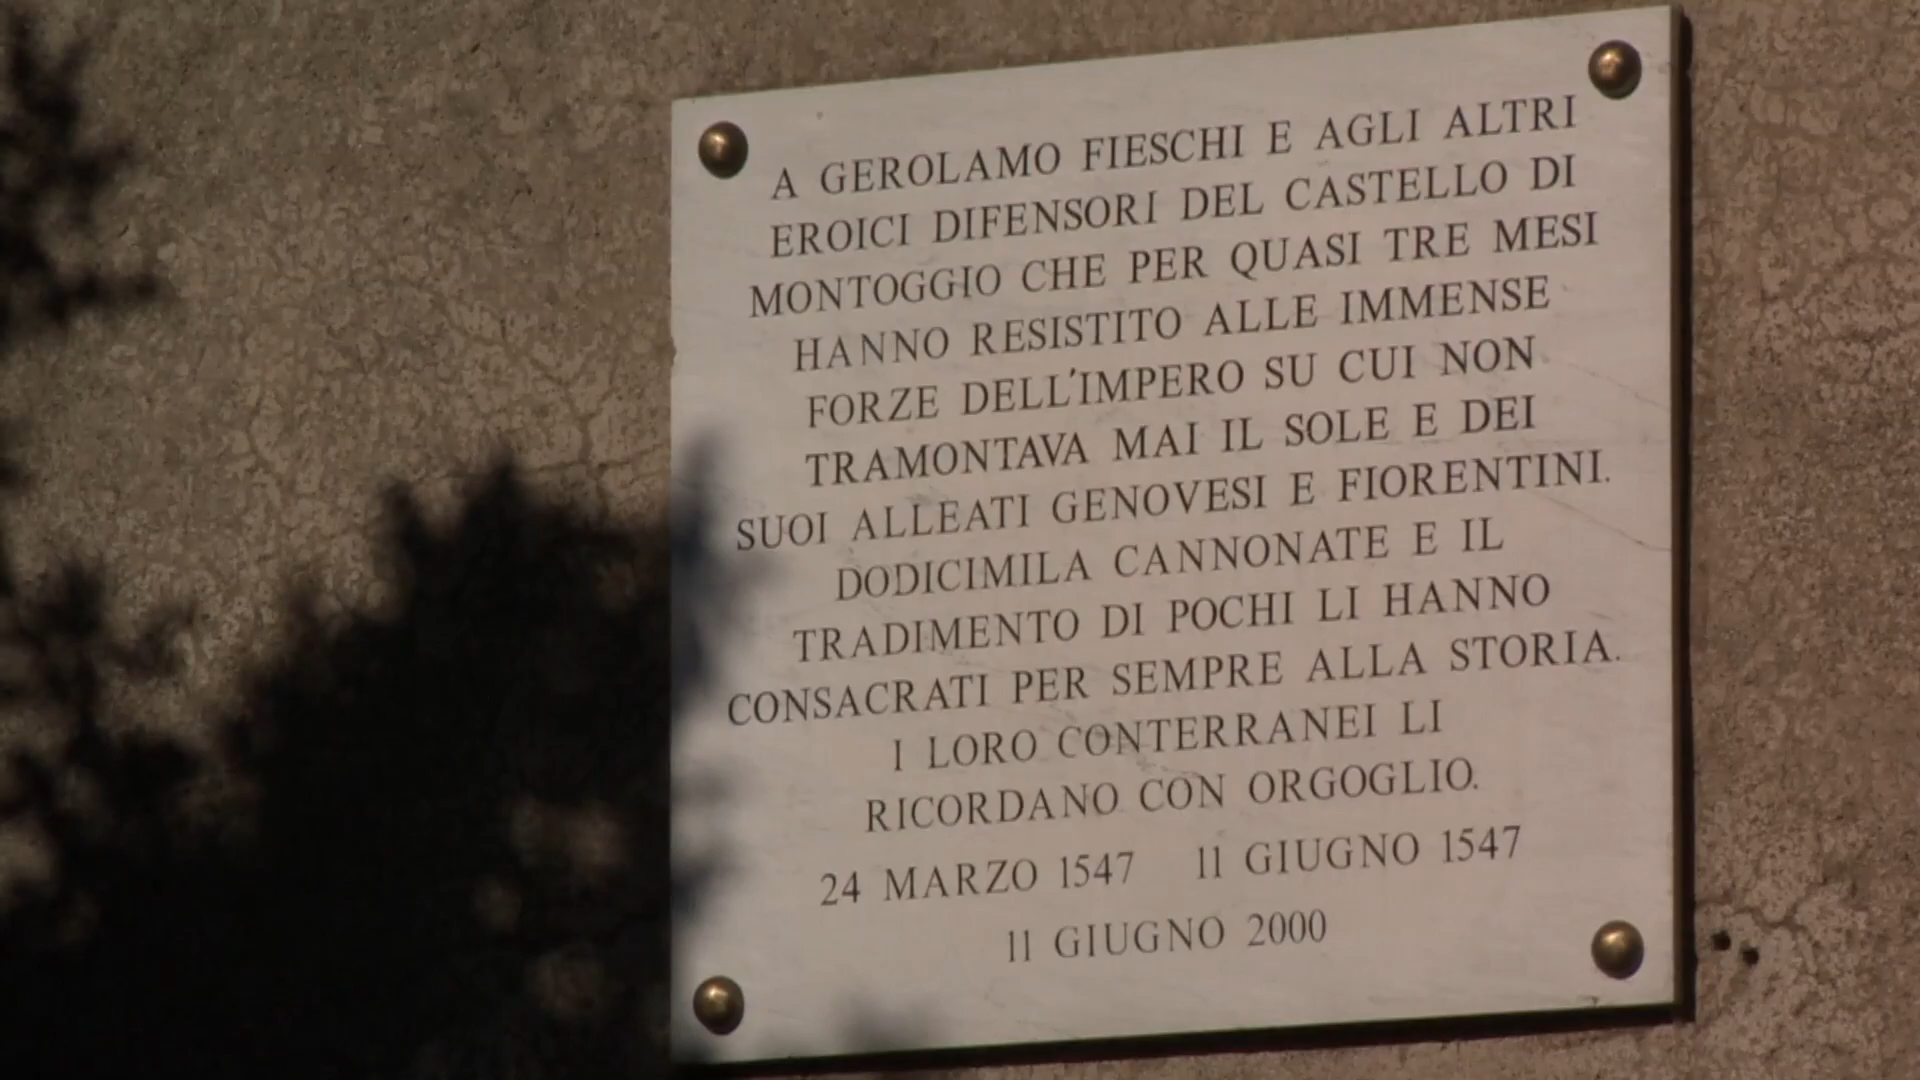 A GEROLAMO FIESCHI E AGLI ALTRI
EROICI DIFENSORI DEL CASTELLO DI
MONTOGGIO CHE PER QUASI TRE MESI
HANNO RESISTITO ALLE IMMENSE
FORZE DELL'IMPERO SU CUI NON
TRAMONTAVA MAI IL SOLE E DEI
SUOI ALLEATI GENOVESI E FIORENTINI.
DODICIMILA CANNONATE E IL
TRADIMENTO DI POCHI LI HANNO
CONSACRATI PER SEMPRE ALLA STORIA.
I LORO CONTERRANEI LI
RICORDANO CON ORGOGLIO.
24 MARZO 1547 11 GIUGNO 1547
11 GIUGNO 2000